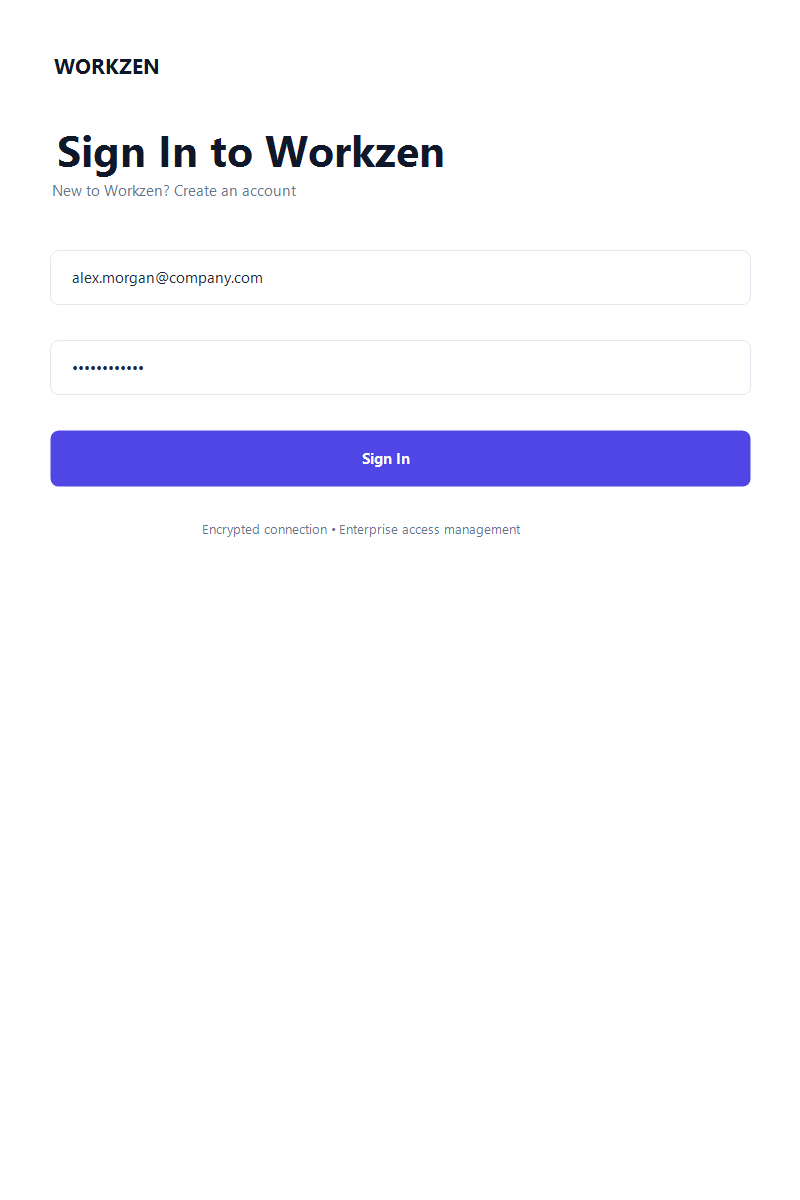 WORKZEN
Sign In to Workzen
New to Workzen? Create an account
alex.morgan@company.com
••••••••••••
Sign In
Encrypted connection • Enterprise access management